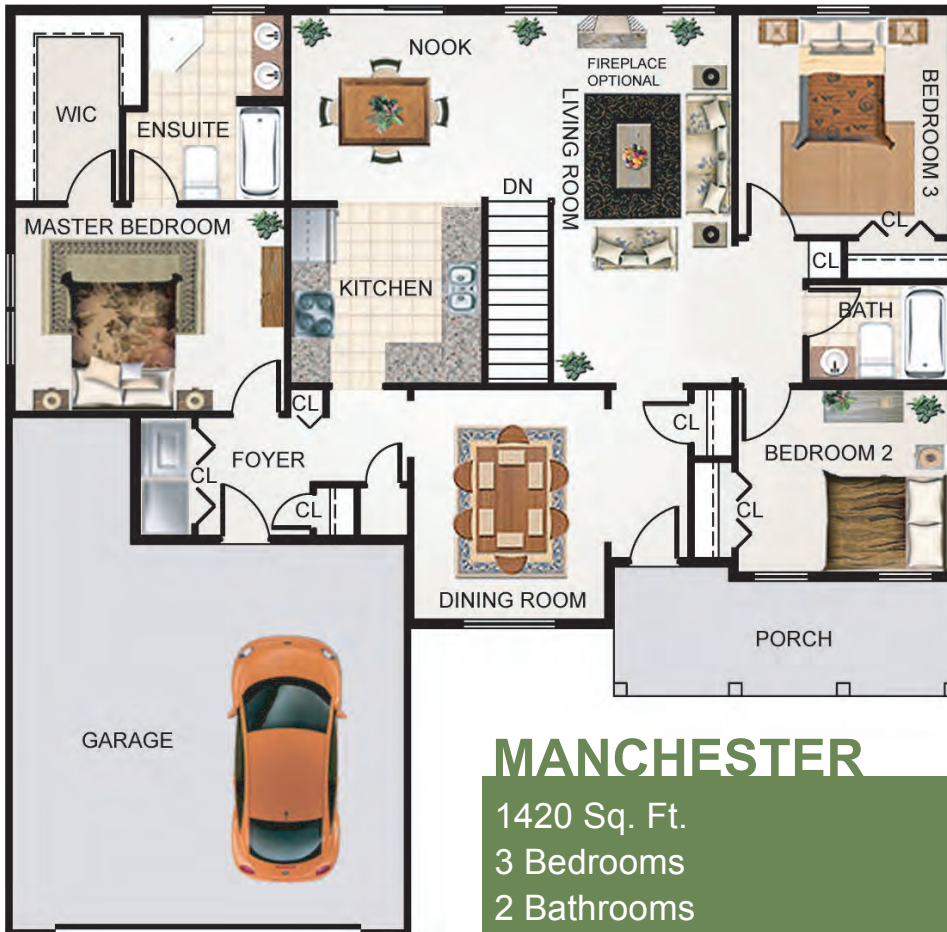 NOOK
FIREPLACE
OPTIONAL
WIC
ENSUITE
LIVING ROOM
BEDROOM 3
DN
MASTER BEDROOM
CL
CL
KITCHEN
BATH
CL
CL
FOYER
CL
BEDROOM 2
CL
CL
DINING ROOM
PORCH
GARAGE
MANCHESTER
1420 Sq. Ft.
3 Bedrooms
2 Bathrooms